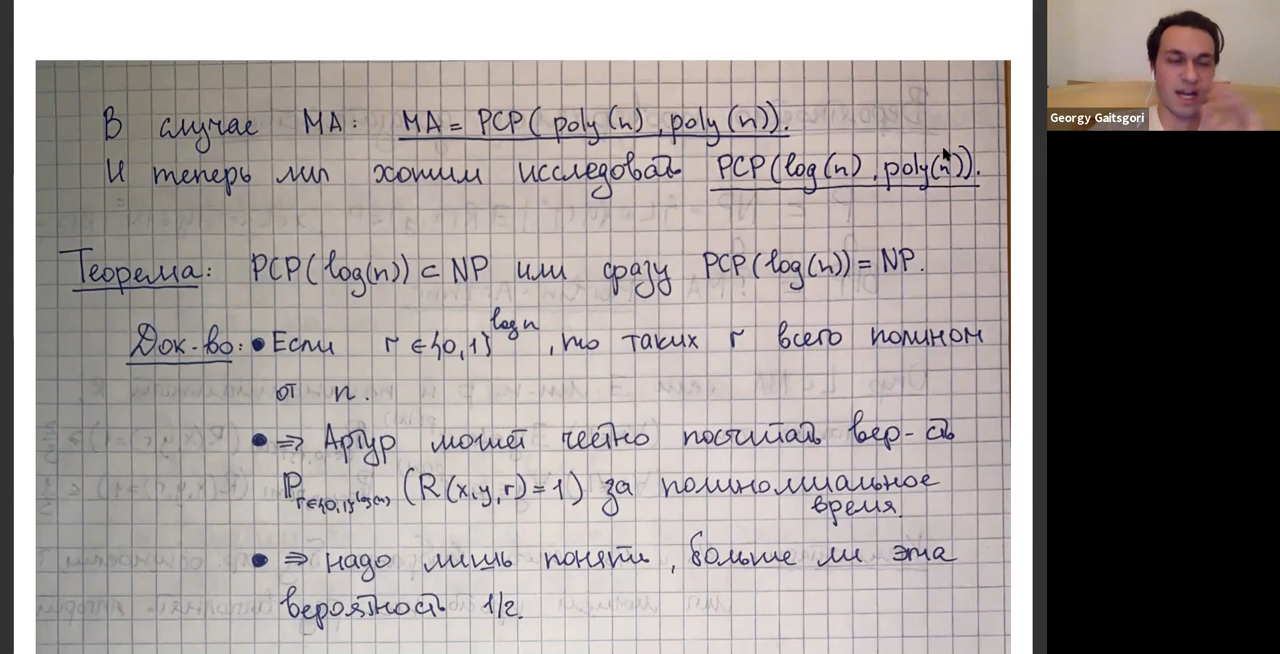 В случае MA: MA = PCP(poly(n), poly(n)).
И теперь мы хотим исследовать PCP(log(n), poly(n)).
Теорема: PCP(log(n)) ⊂ NP или сразу PCP(log(n)) = NP.
Док-во: • Если r ∈ {0,1}^{log n}, то таких r всего полином
от n.
• ⇒ Артур может честно посчитать вер-сть
ℙ_{r∈{0,1}^{log(n)}} (R(x,y,r)=1) за полиномиальное
время.
• ⇒ надо лишь понять, больше ли эта
вероятность 1/2.
Georgy Gaitsgori